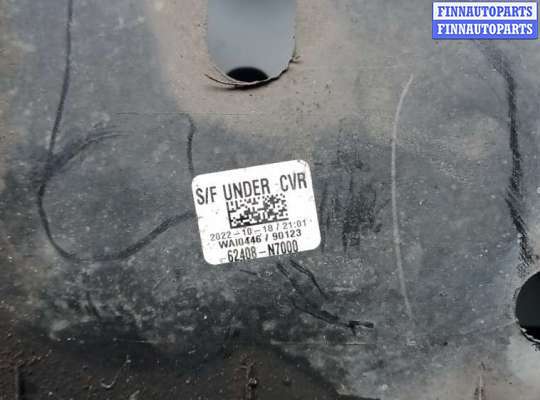 FINNAUTOPARTS
FINNAUTOPARTS
S/F UNDER CVR
2022-10-18 / 21:01
WAI0446 / 90123
62408-N7000